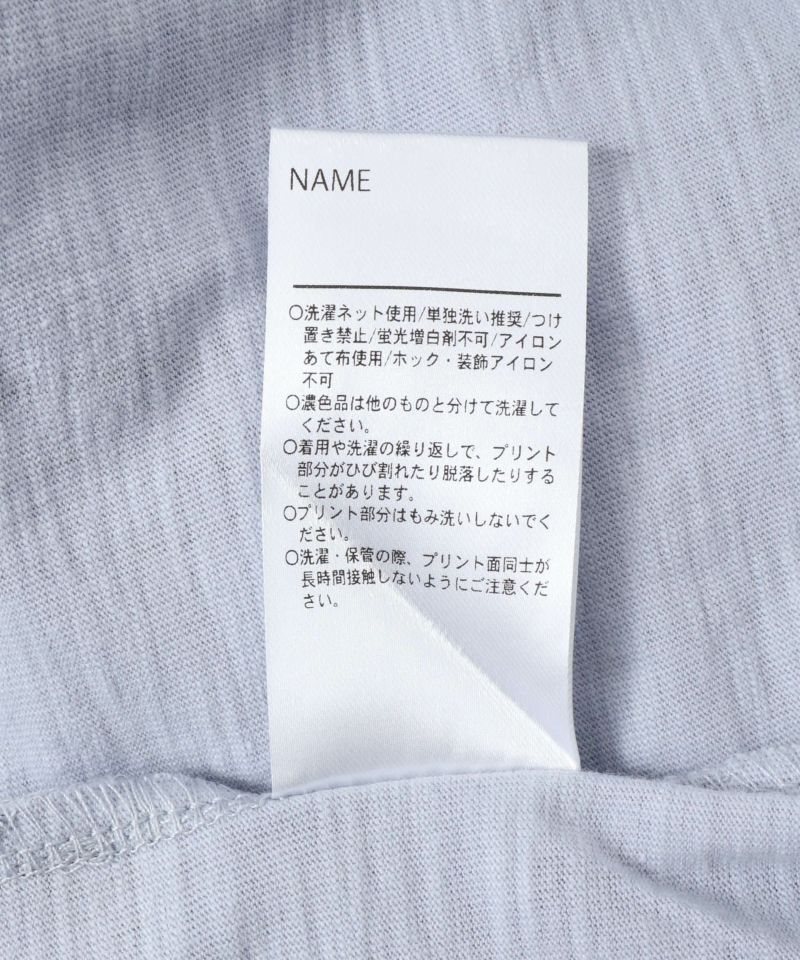 NAME
○洗濯ネット使用/単独洗い推奨/つけ
置き禁止/蛍光増白剤不可/アイロン
あて布使用/ホック・装飾アイロン
不可
○濃色品は他のものと分けて洗濯して
ください。
○着用や洗濯の繰り返しで、プリント
部分がひび割れたり脱落したりする
ことがあります。
○プリント部分はもみ洗いしないでく
ださい。
○洗濯・保管の際、プリント面同士が
長時間接触しないようにご注意くだ
さい。